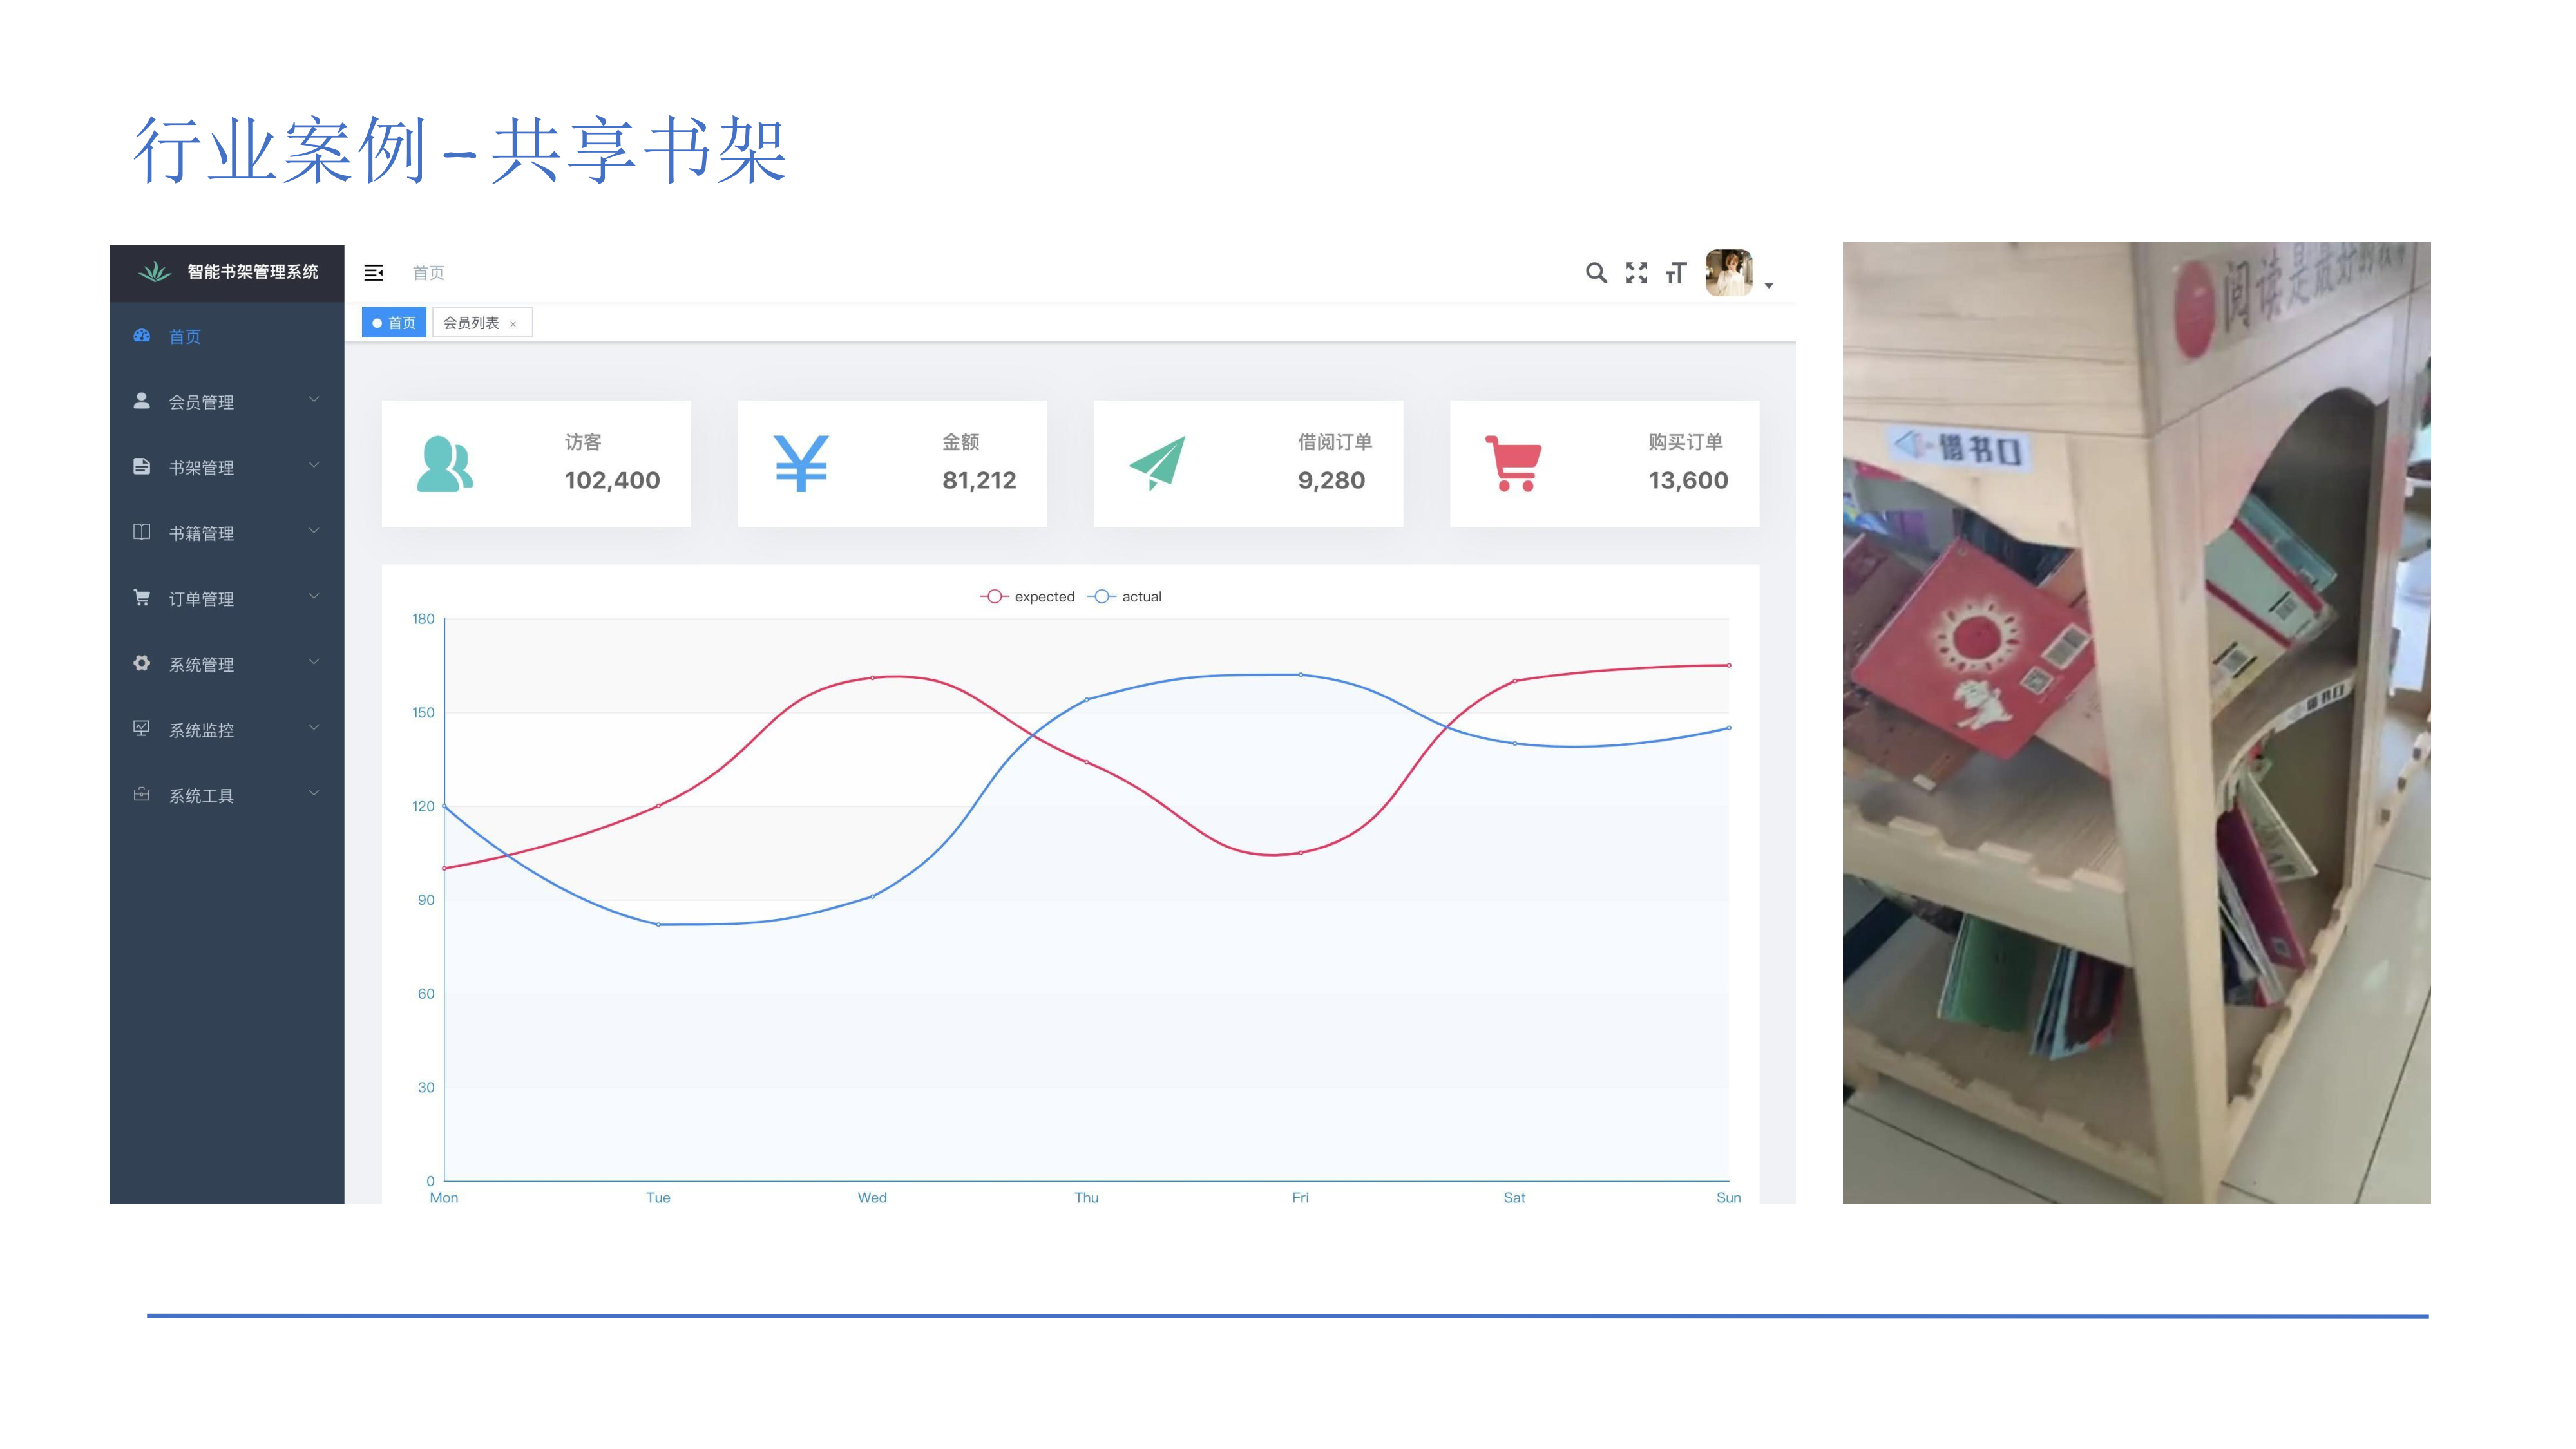 行业案例-共享书架
智能书架管理系统
首页
首页
会员列表 ×
首页
会员管理
书架管理
书籍管理
订单管理
系统管理
系统监控
系统工具
访客
102,400
金额
81,212
借阅订单
9,280
购买订单
13,600
expected
actual
180
150
120
90
60
30
0
Mon
Tue
Wed
Thu
Fri
Sat
Sun
阅读是最好的
借书口